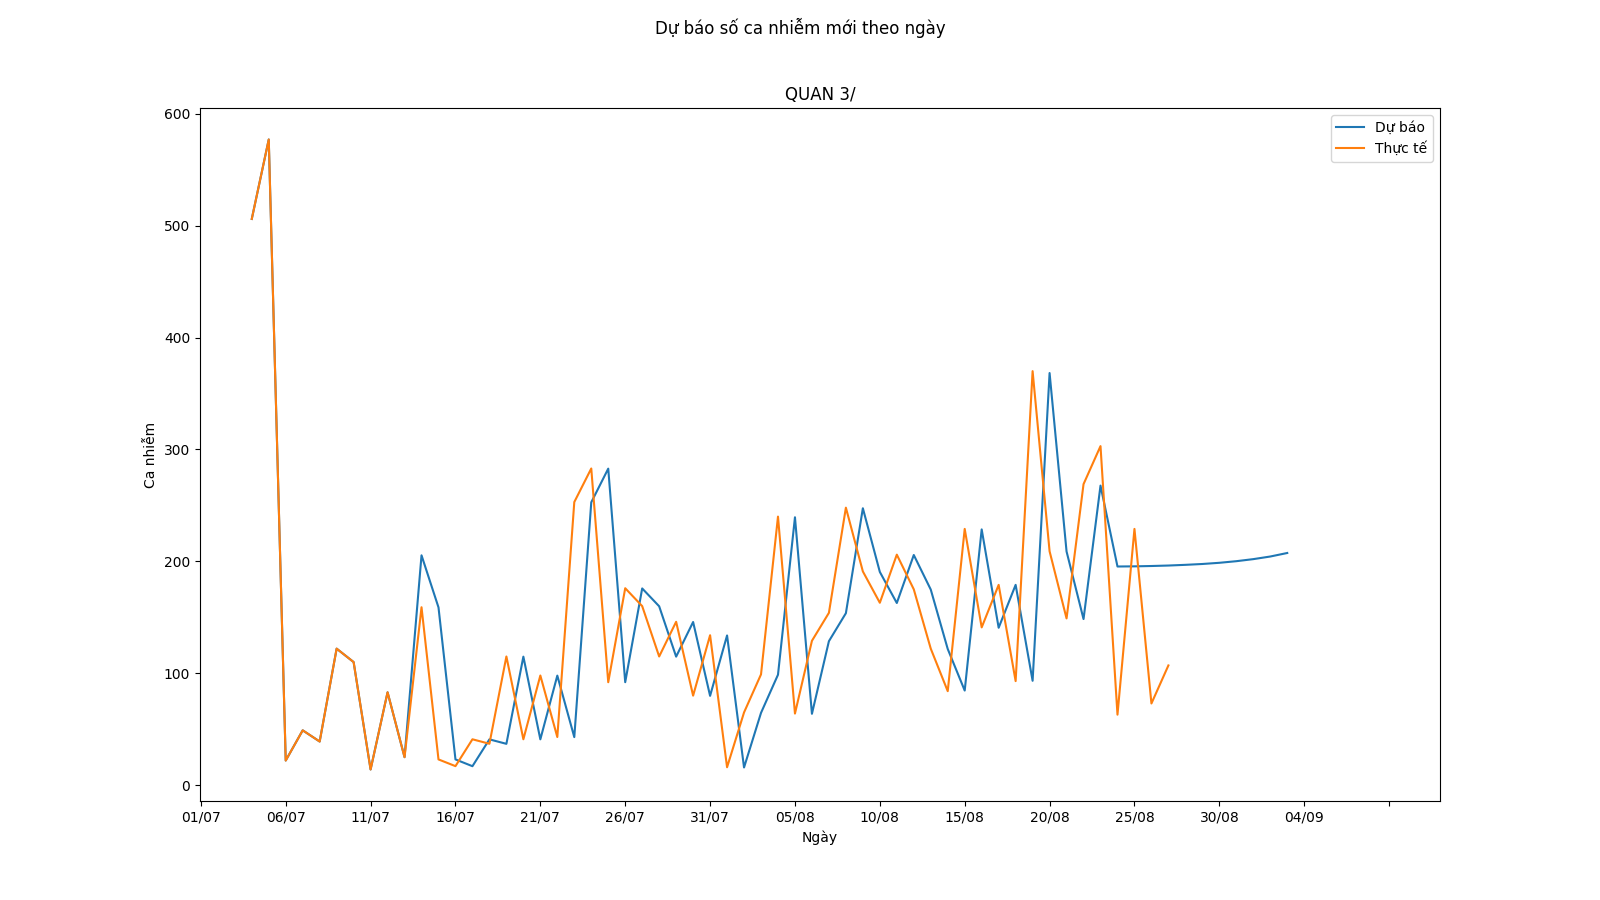 Dự báo số ca nhiễm mới theo ngày
QUAN 3/
Dự báo
Thực tế
600
500
400
300
200
100
0
Ca nhiễm
01/07 06/07 11/07 16/07 21/07 26/07 31/07 05/08 10/08 15/08 20/08 25/08 30/08 04/09
Ngày